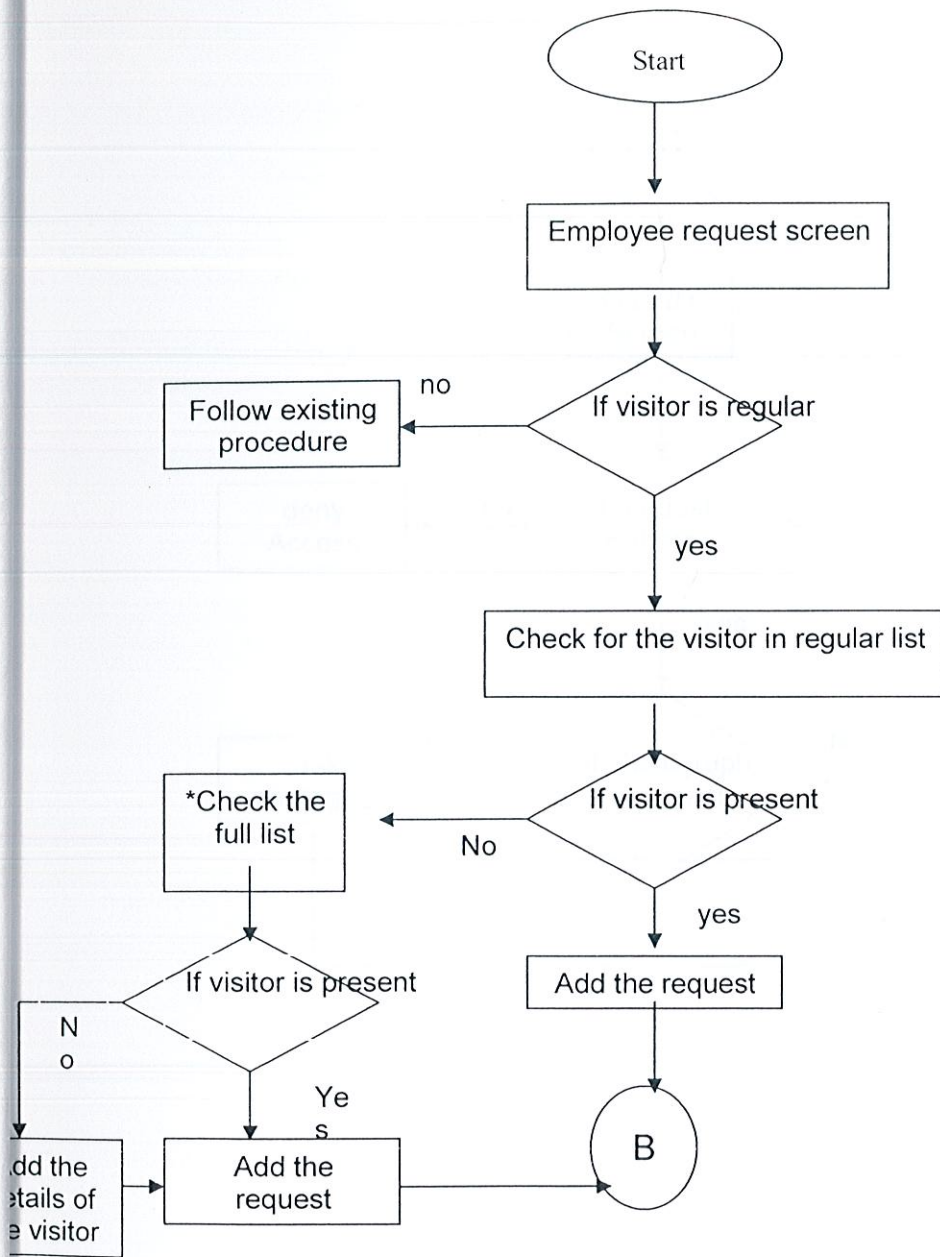 Start
Employee request screen
no
If visitor is regular
Follow existing
procedure
yes
Check for the visitor in regular list
If visitor is present
*Check the
full list
No
yes
If visitor is present
Add the request
N
o
Ye
s
B
dd the
Add the
etails of
request
e visitor